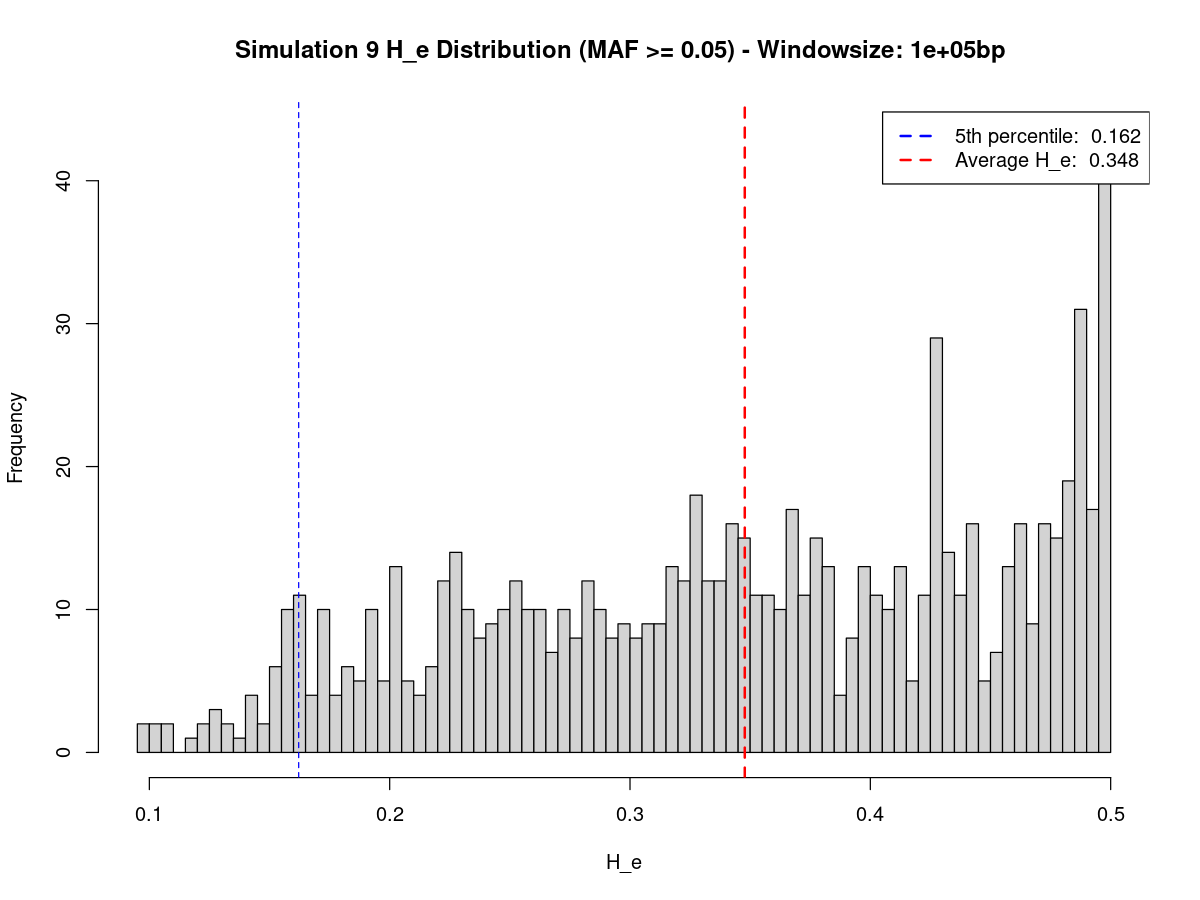 Simulation 9 H_e Distribution (MAF >= 0.05) - Windowsize: 1e+05bp
5th percentile: 0.162
Average H_e: 0.348
Frequency
40
30
20
10
0
0.1 0.2 0.3 0.4 0.5
H_e